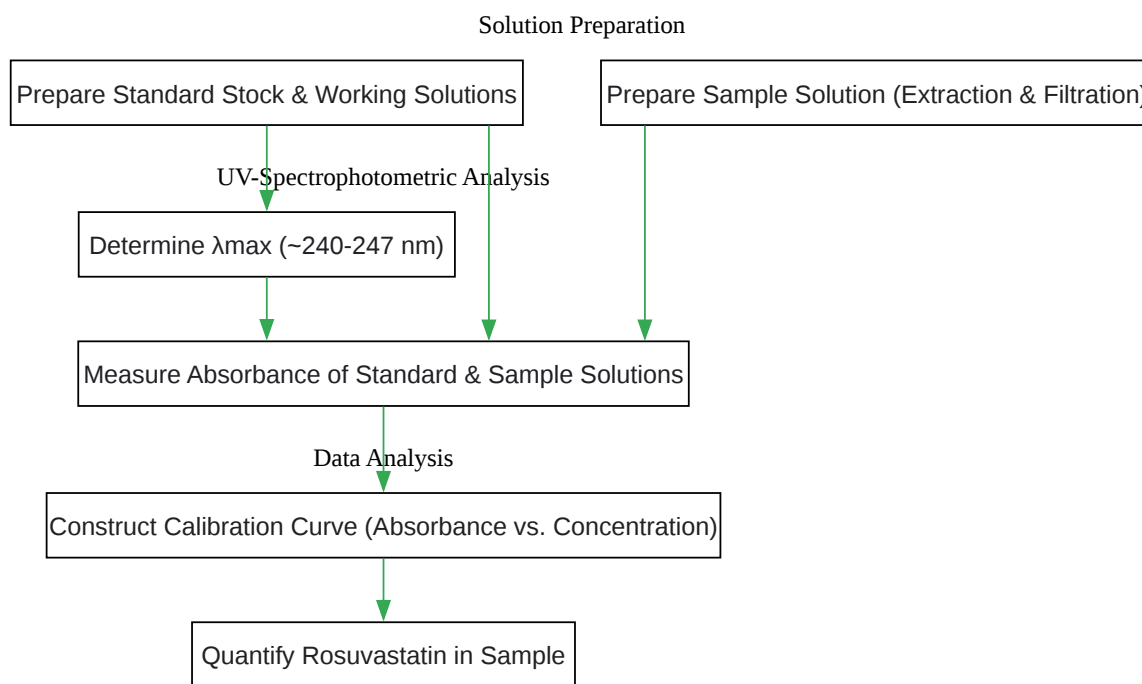 Solution Preparation
Prepare Standard Stock & Working Solutions
Prepare Sample Solution (Extraction & Filtration)
UV-Spectrophotometric Analysis
Determine λmax (~240-247 nm)
Measure Absorbance of Standard & Sample Solutions
Data Analysis
Construct Calibration Curve (Absorbance vs. Concentration)
Quantify Rosuvastatin in Sample